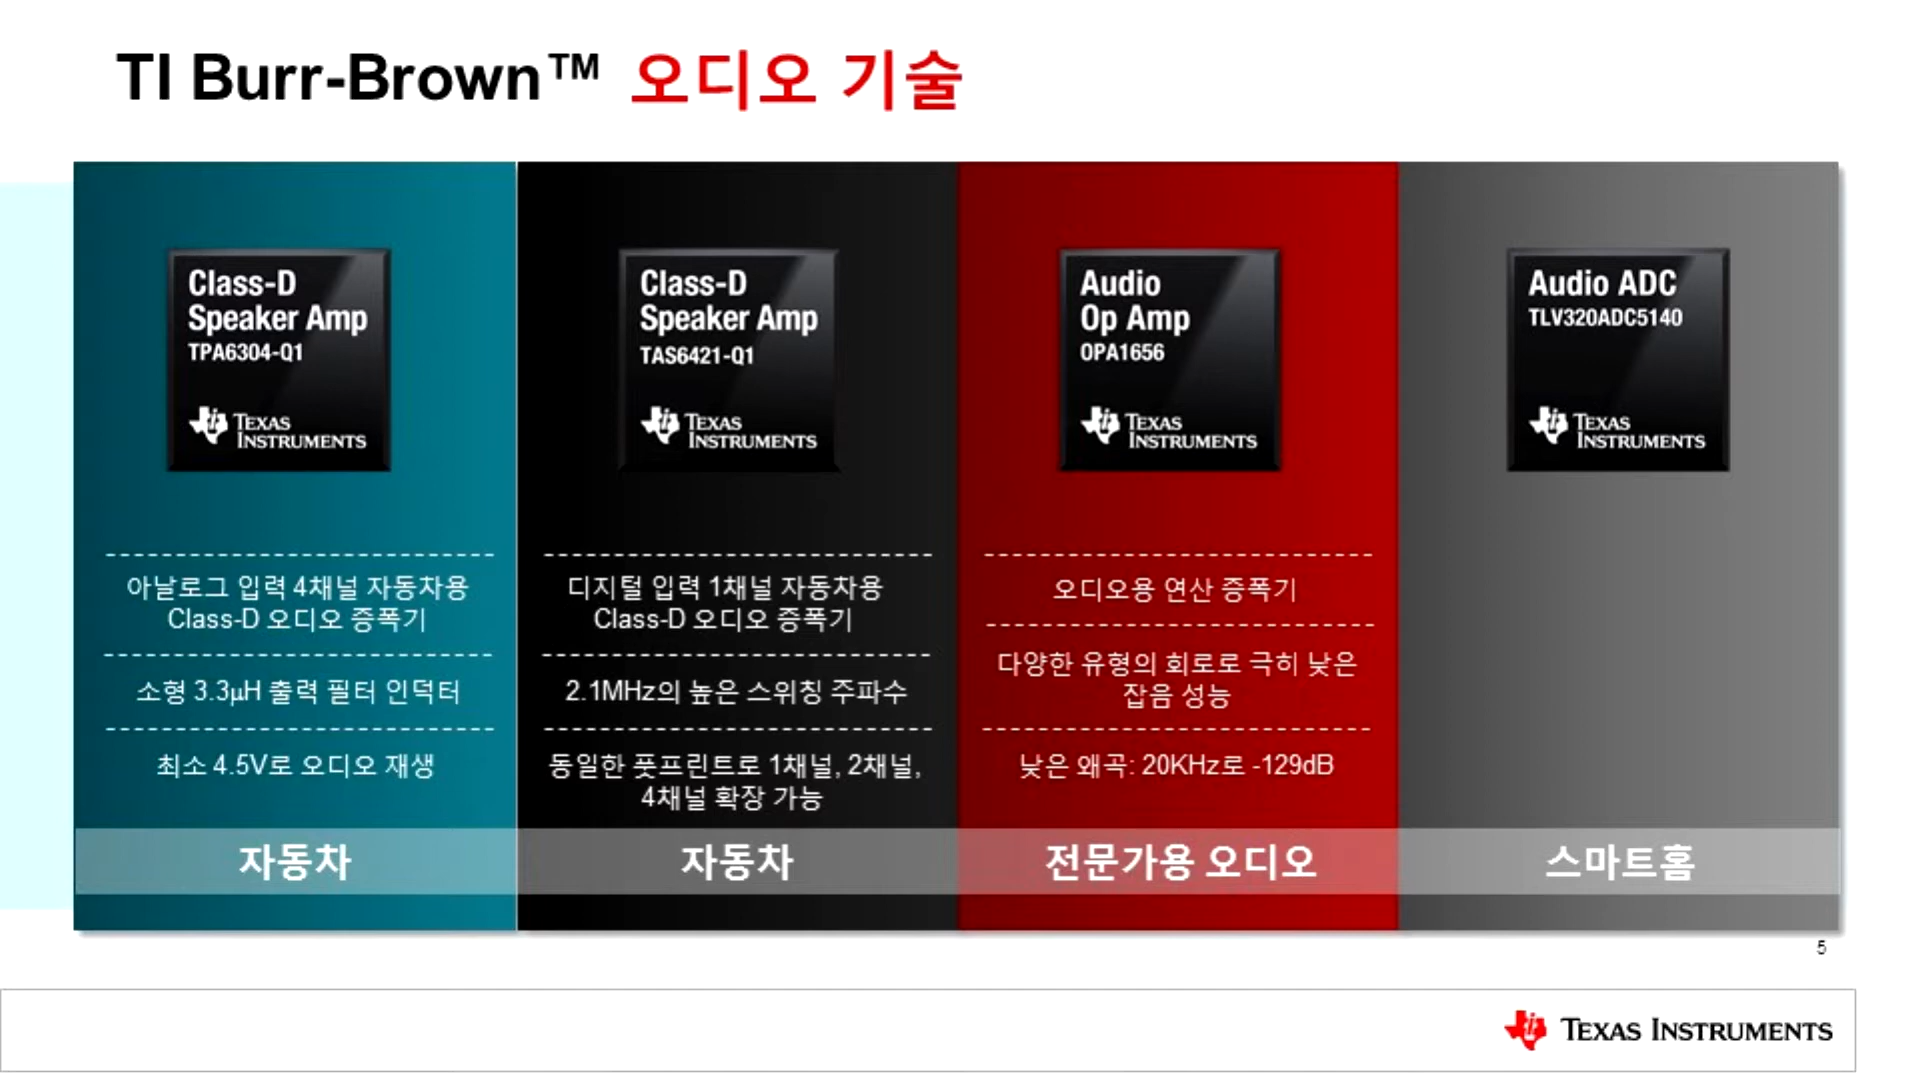 TI Burr-Brown™ 오디오 기술
Class-D
Speaker Amp
TPA6304-Q1
TEXAS
INSTRUMENTS
아날로그 입력 4채널 자동차용
Class-D 오디오 증폭기
소형 3.3µH 출력 필터 인덕터
최소 4.5V로 오디오 재생
자동차
Class-D
Speaker Amp
TAS6421-Q1
TEXAS
INSTRUMENTS
디지털 입력 1채널 자동차용
Class-D 오디오 증폭기
2.1MHz의 높은 스위칭 주파수
동일한 풋프린트로 1채널, 2채널,
4채널 확장 가능
자동차
Audio
Op Amp
OPA1656
TEXAS
INSTRUMENTS
오디오용 연산 증폭기
다양한 유형의 회로로 극히 낮은
잡음 성능
낮은 왜곡: 20KHz로 -129dB
전문가용 오디오
Audio ADC
TLV320ADC5140
TEXAS
INSTRUMENTS
스마트홈
5
TEXAS INSTRUMENTS